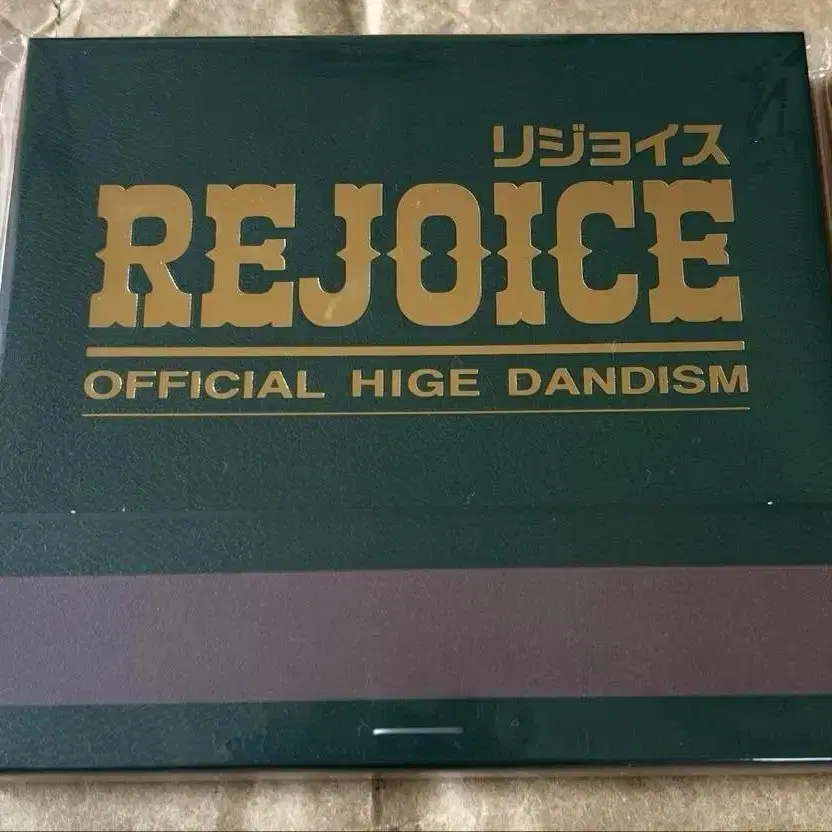 リジョイス
REJOICE
OFFICIAL HIGE DANDISM